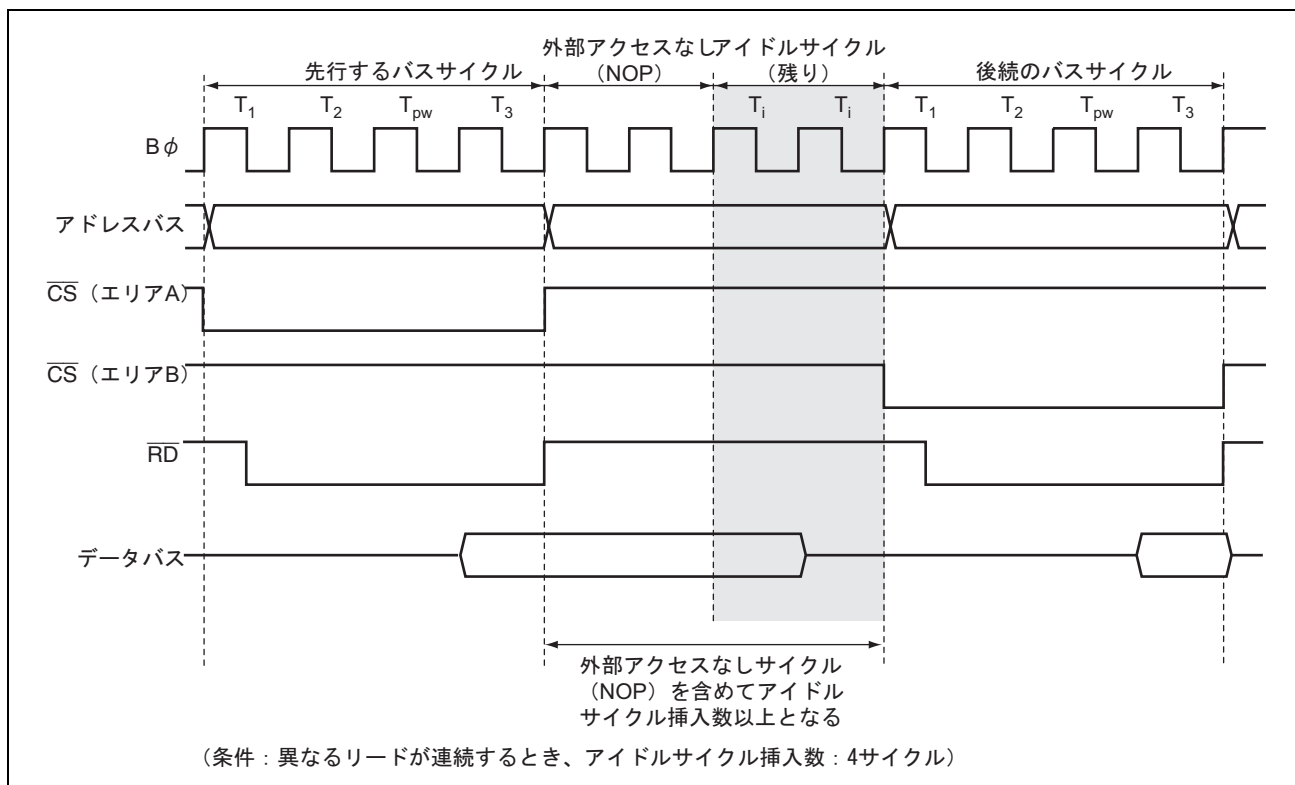 外部アクセスなしアイドルサイクル
先行するバスサイクル (NOP) (残り) 後続のバスサイクル
T1 T2 Tpw T3 Ti Ti T1 T2 Tpw T3
Bφ
アドレスバス
CS（エリアA）
CS（エリアB）
RD
データバス
外部アクセスなしサイクル
（NOP）を含めてアイドル
サイクル挿入数以上となる
（条件：異なるリードが連続するとき、アイドルサイクル挿入数：4サイクル）